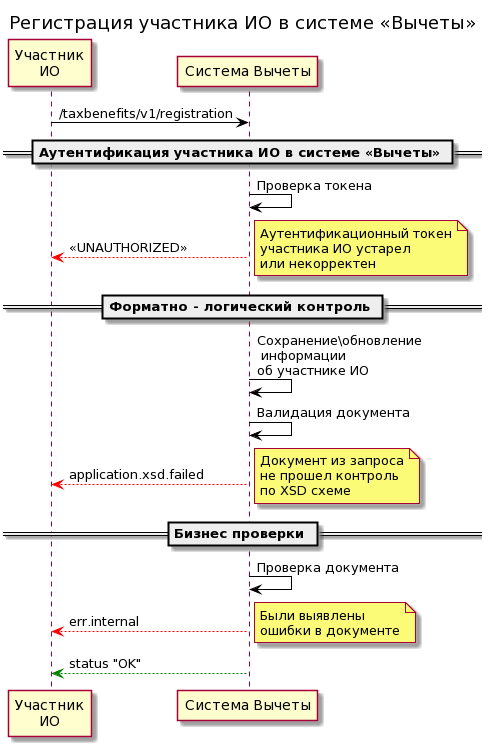 Регистрация участника ИО в системе «Вычеты»
Участник
ИО
Система Вычеты
/taxbenefits/v1/registration
Аутентификация участника ИО в системе «Вычеты»
Проверка токена
Аутентификационный токен
участника ИО устарел
или некорректен
«UNAUTHORIZED»
Форматно - логический контроль
Сохранение\обновление
информации
об участнике ИО
Валидация документа
Документ из запроса
не прошел контроль
по XSD схеме
application.xsd.failed
Бизнес проверки
Проверка документа
Были выявлены
ошибки в документе
err.internal
status "OK"
Участник
ИО
Система Вычеты